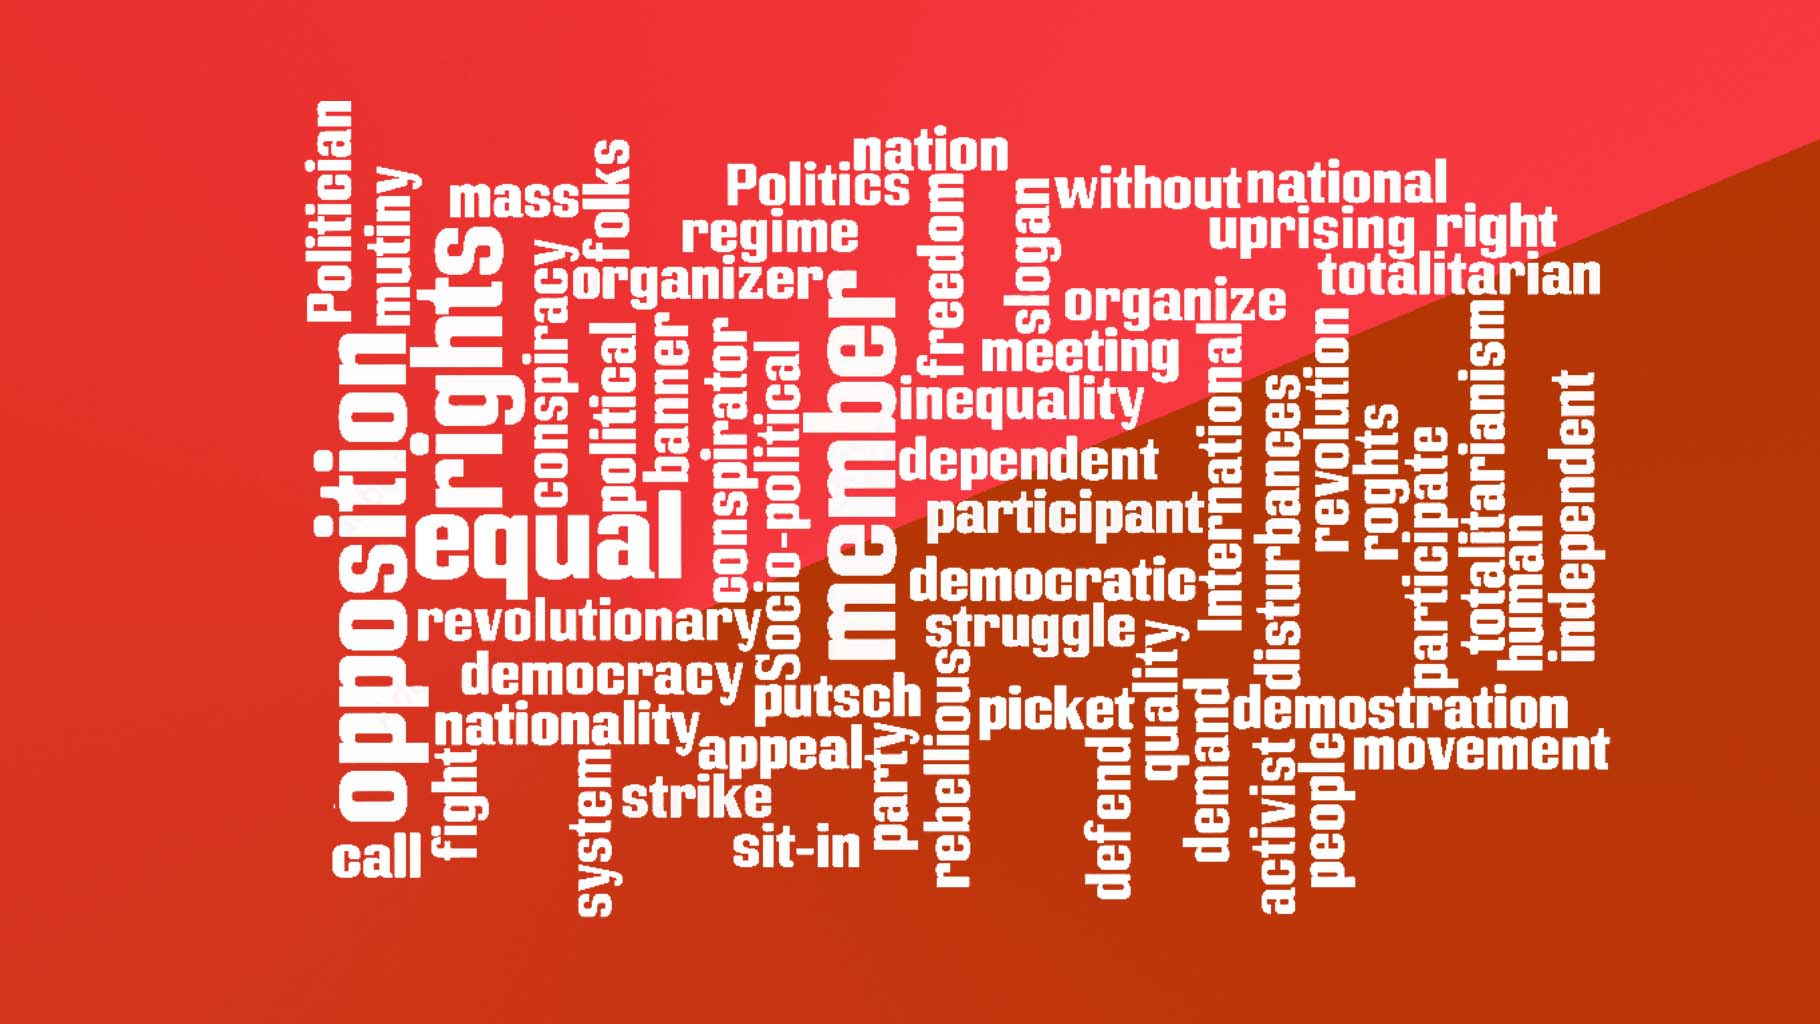 Politician
mutiny
mass
folks
Politics
nation
freedom
slogan
without
national
rights
conspiracy
regime
uprising
right
organizer
organize
totalitarian
opposition
political
banner
conspirator
Socio-political
member
meeting
International
revolution
totalitarianism
inequality
disturbances
roghts
participate
independent
dependent
equal
participant
human
democratic
revolutionary
struggle
democracy
putsch
rebellious
picket
quality
demand
demostration
nationality
appeal
party
defend
activist
people
movement
fight
system
strike
sit-in
call